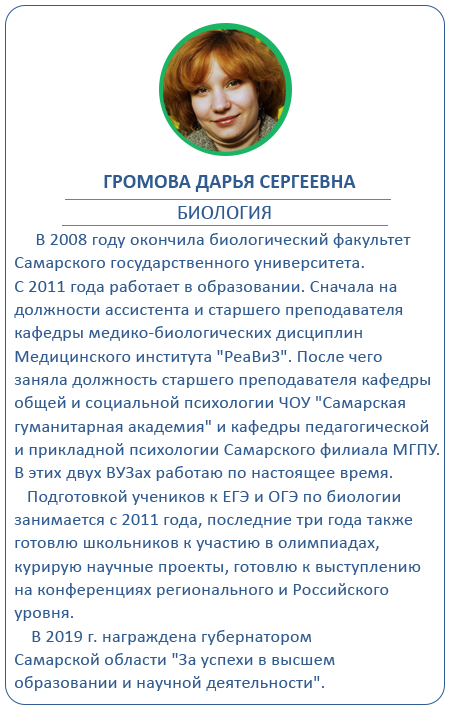 ГРОМОВА ДАРЬЯ СЕРГЕЕВНА
БИОЛОГИЯ
В 2008 году окончила биологический факультет
Самарского государственного университета.
С 2011 года работает в образовании. Сначала на
должности ассистента и старшего преподавателя
кафедры медико-биологических дисциплин
Медицинского института "РеаВиЗ". После чего
заняла должность старшего преподавателя кафедры
общей и социальной психологии ЧОУ "Самарская
гуманитарная академия" и кафедры педагогической
и прикладной психологии Самарского филиала МГПУ.
В этих двух ВУЗах работаю по настоящее время.
Подготовкой учеников к ЕГЭ и ОГЭ по биологии
занимается с 2011 года, последние три года также
готовлю школьников к участию в олимпиадах,
курирую научные проекты, готовлю к выступлению
на конференциях регионального и Российского
уровня.
В 2019 г. награждена губернатором
Самарской области "За успехи в высшем
образовании и научной деятельности".